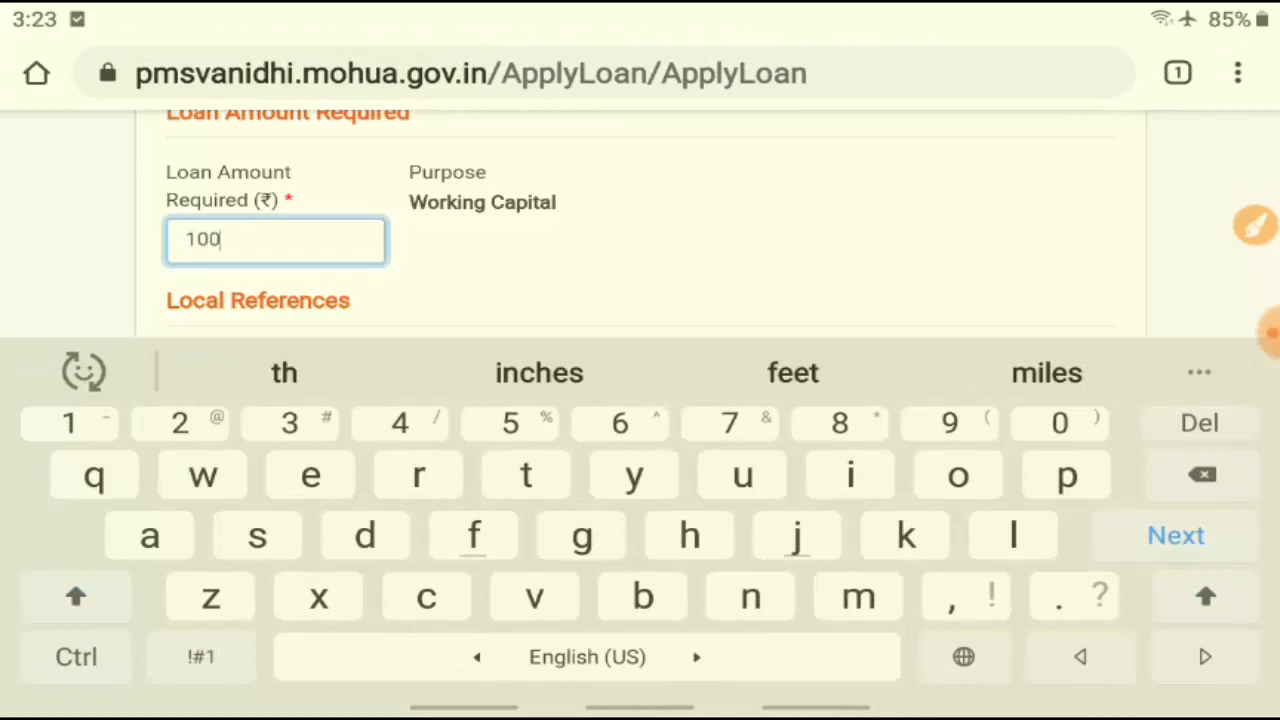 3:23 85%
pmsvanidhi.mohua.gov.in/ApplyLoan/ApplyLoan 1
Loan Amount Required
Loan Amount
Required (₹) *
Purpose
Working Capital
100
Local References
th inches feet miles ...
1 - 2 @ 3 # 4 / 5 % 6 ^ 7 & 8 * 9 ( 0 ) Del
q w e r t y u i o p
a s d f g h j k l Next
z x c v b n m , ! . ?
Ctrl !#1 English (US)